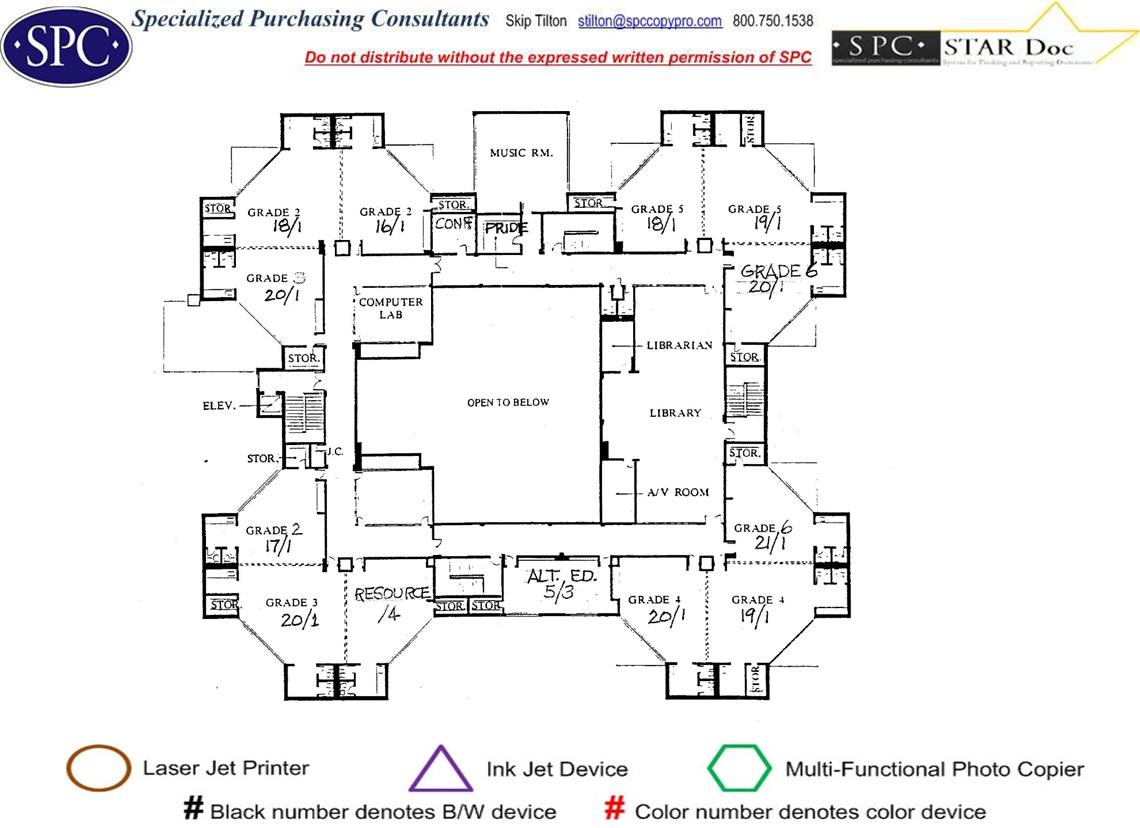 Specialized Purchasing Consultants Skip Tilton stilton@spccopypro.com 800.750.1538
·SPC·
Do not distribute without the expressed written permission of SPC
·SPC· STAR Doc
specialized purchasing consultants System for Tracking and Reporting Documents
STOR.
MUSIC RM.
STOR.
GRADE 2
18/1
GRADE 2
16/1
STOR.
CONF
PRIDE
STOR.
GRADE 5
18/1
GRADE 5
19/1
GRADE 3
20/1
GRADE 6
20/1
COMPUTER
LAB
LIBRARIAN
STOR.
STOR.
ELEV.
OPEN TO BELOW
LIBRARY
STOR.
J.C.
STOR.
A/V ROOM
GRADE 2
17/1
GRADE 6
21/1
STOR.
GRADE 3
20/1
RESOURCE
/4
STOR.
STOR.
ALT. ED.
5/3
GRADE 4
20/1
GRADE 4
19/1
STOR.
Laser Jet Printer
Ink Jet Device
Multi-Functional Photo Copier
# Black number denotes B/W device
# Color number denotes color device